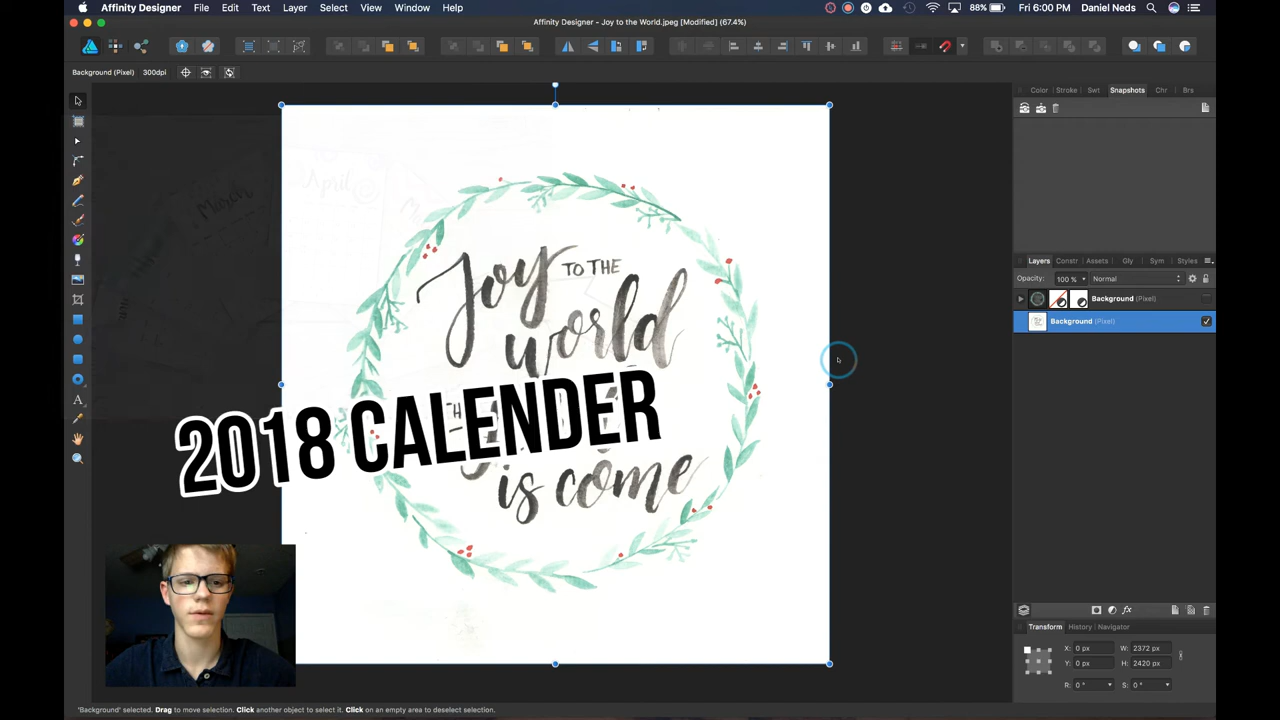 Affinity Designer File Edit Text Layer Select View Window Help 88% Fri 6:00 PM Daniel Neds
Affinity Designer - Joy to the World.jpeg [Modified] (67.4%)
Background (Pixel) 300dpi
Color Stroke Swt Snapshots Chr Brs
April
March
Joy TO THE
world
2018 CALENDER
is come
Layers Constr Assets Gly Sym Styles
Opacity: 100 % Normal
Background (Pixel)
Background (Pixel)
Transform History Navigator
X: 0 px W: 2372 px
Y: 0 px H: 2420 px
R: 0 ° S: 0 °
'Background' selected. Drag to move selection. Click another object to select it. Click on an empty area to deselect selection.